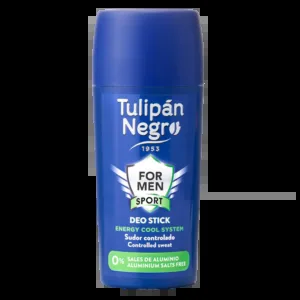 Tulipán
Negro
1953
FOR
MEN
SPORT
DEO STICK
ENERGY COOL SYSTEM
Sudor controlado
Controlled sweat
0% SALES DE ALUMINIO
ALUMINIUM SALTS FREE